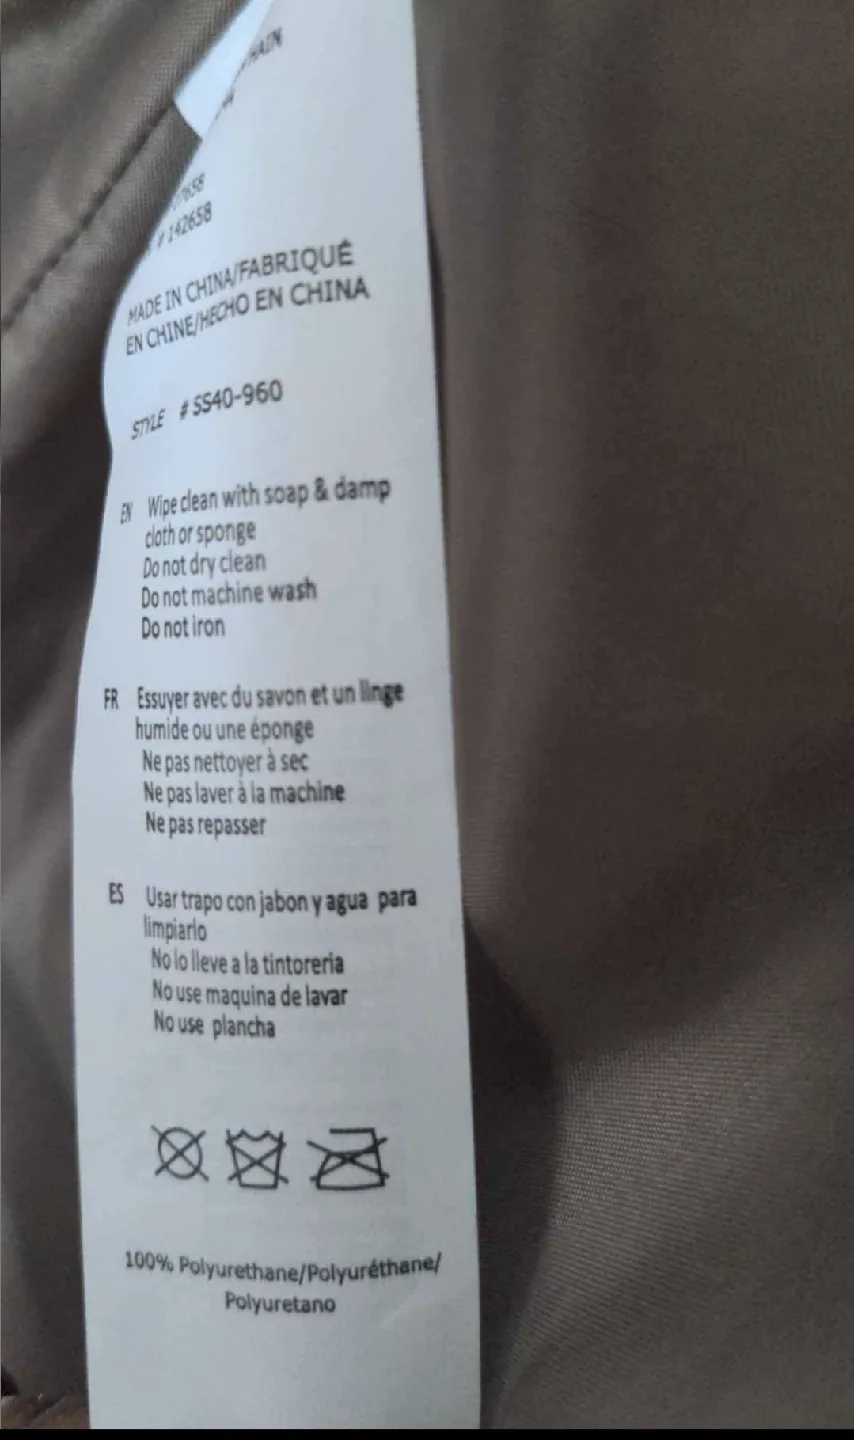 # 142658
MADE IN CHINA/FABRIQUÉ
EN CHINE/HECHO EN CHINA
STYLE # SS40-960
EN Wipe clean with soap & damp
cloth or sponge
Do not dry clean
Do not machine wash
Do not iron
FR Essuyer avec du savon et un linge
humide ou une éponge
Ne pas nettoyer à sec
Ne pas laver à la machine
Ne pas repasser
ES Usar trapo con jabon y agua para
limpiarlo
No lo lleve a la tintoreria
No use maquina de lavar
No use plancha
100% Polyurethane/Polyuréthane/
Polyuretano